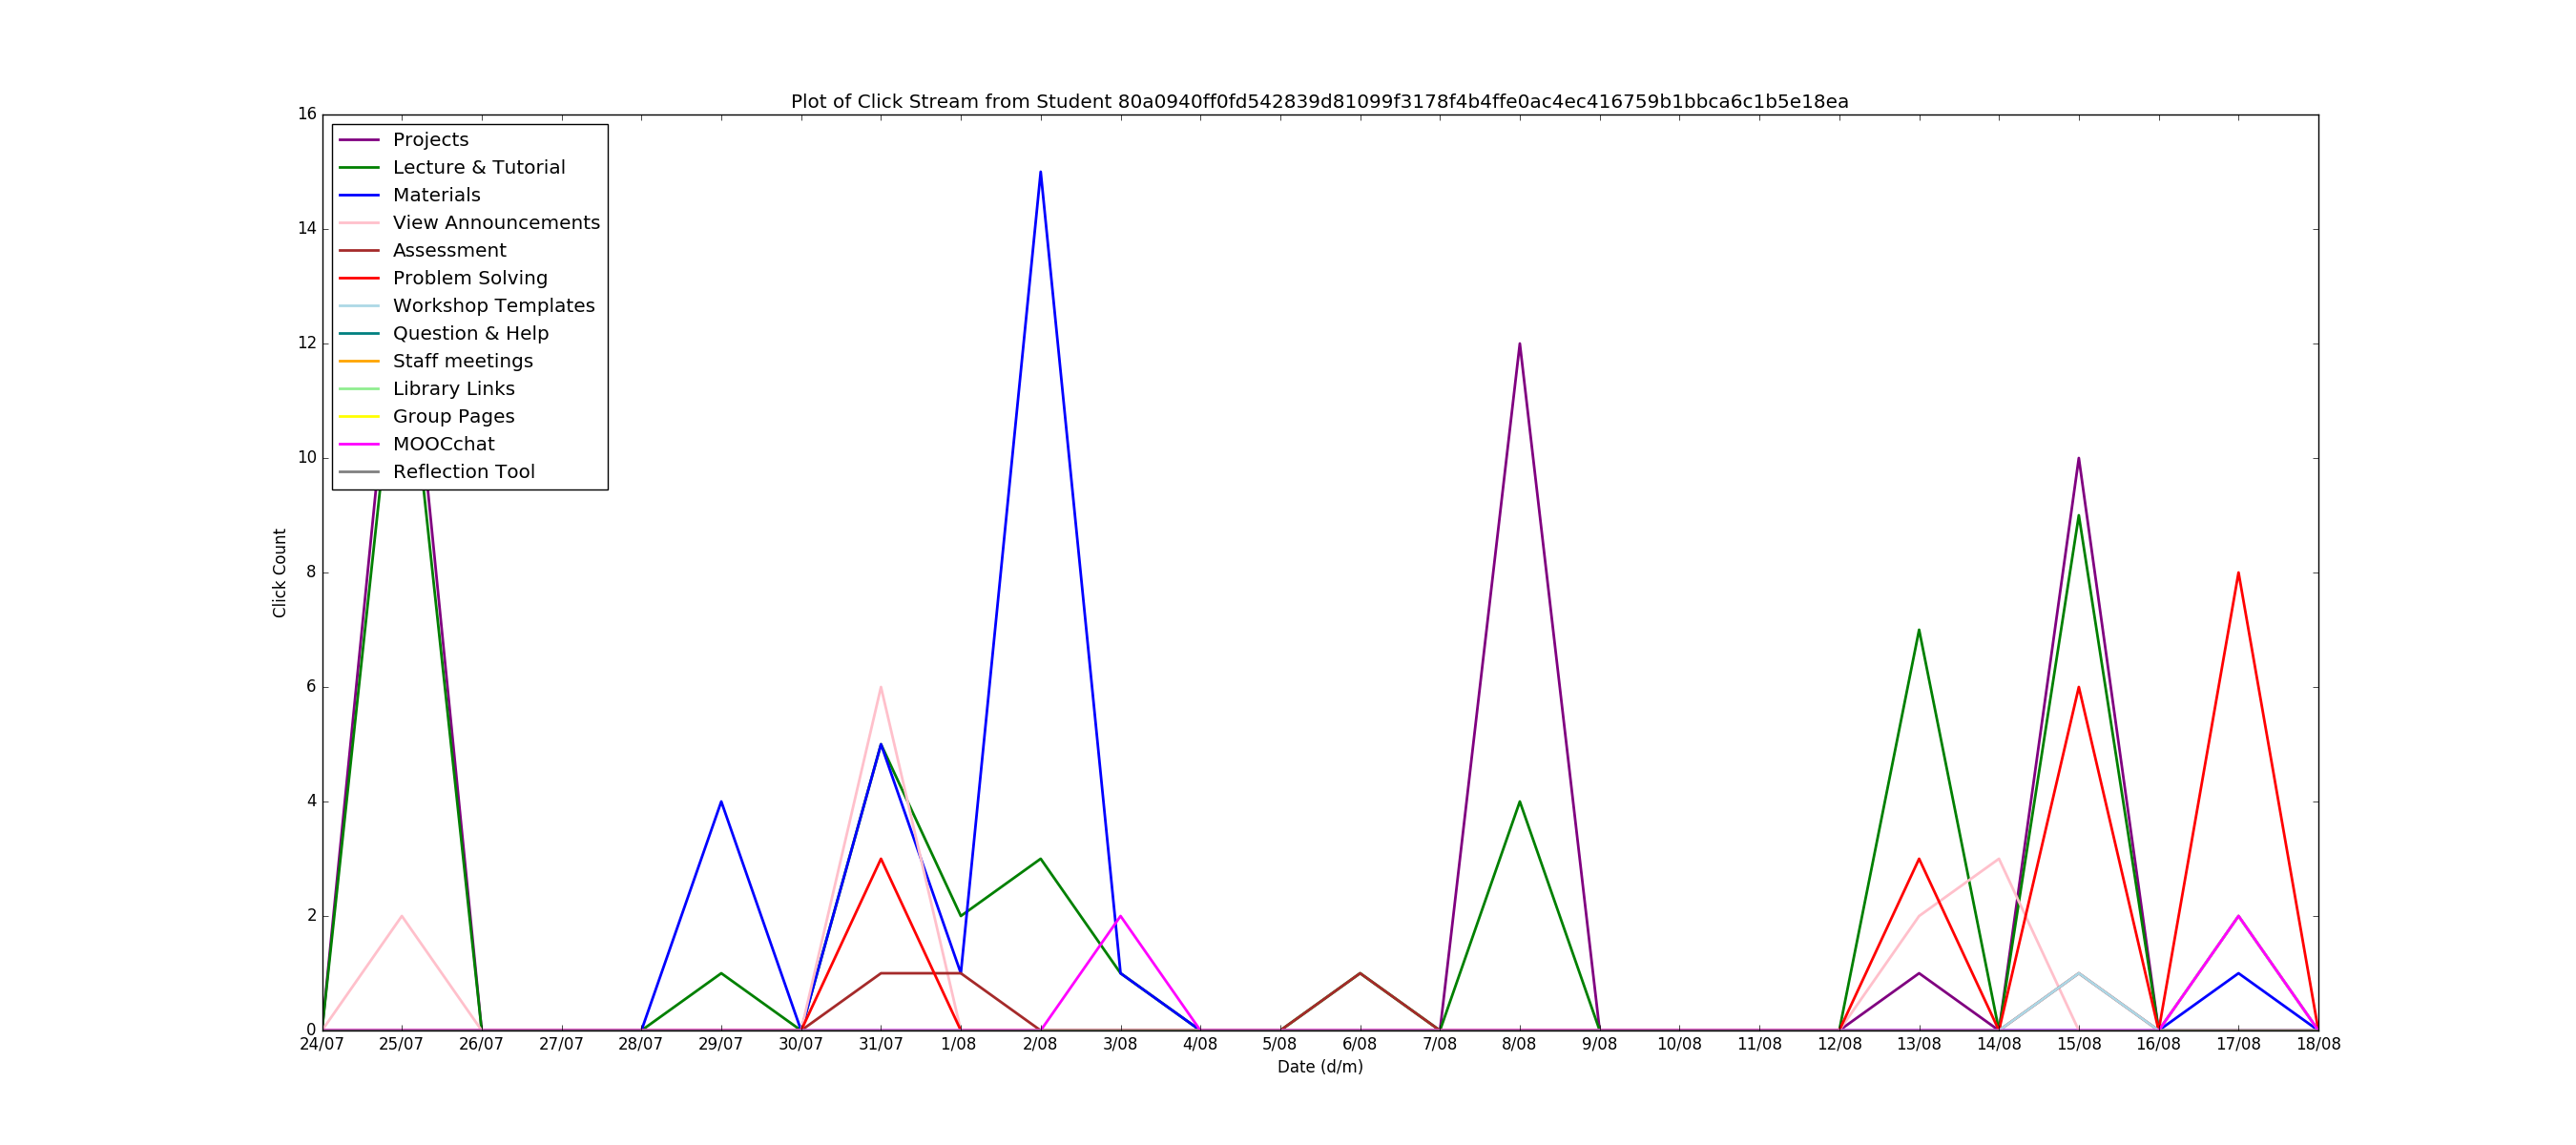 Plot of Click Stream from Student 80a0940ff0fd542839d81099f3178f4b4ffe0ac4ec416759b1bbca6c1b5e18ea
16
14
12
10
8
6
4
2
0
Click Count
Projects
Lecture & Tutorial
Materials
View Announcements
Assessment
Problem Solving
Workshop Templates
Question & Help
Staff meetings
Library Links
Group Pages
MOOCchat
Reflection Tool
24/07 25/07 26/07 27/07 28/07 29/07 30/07 31/07 1/08 2/08 3/08 4/08 5/08 6/08 7/08 8/08 9/08 10/08 11/08 12/08 13/08 14/08 15/08 16/08 17/08 18/08
Date (d/m)